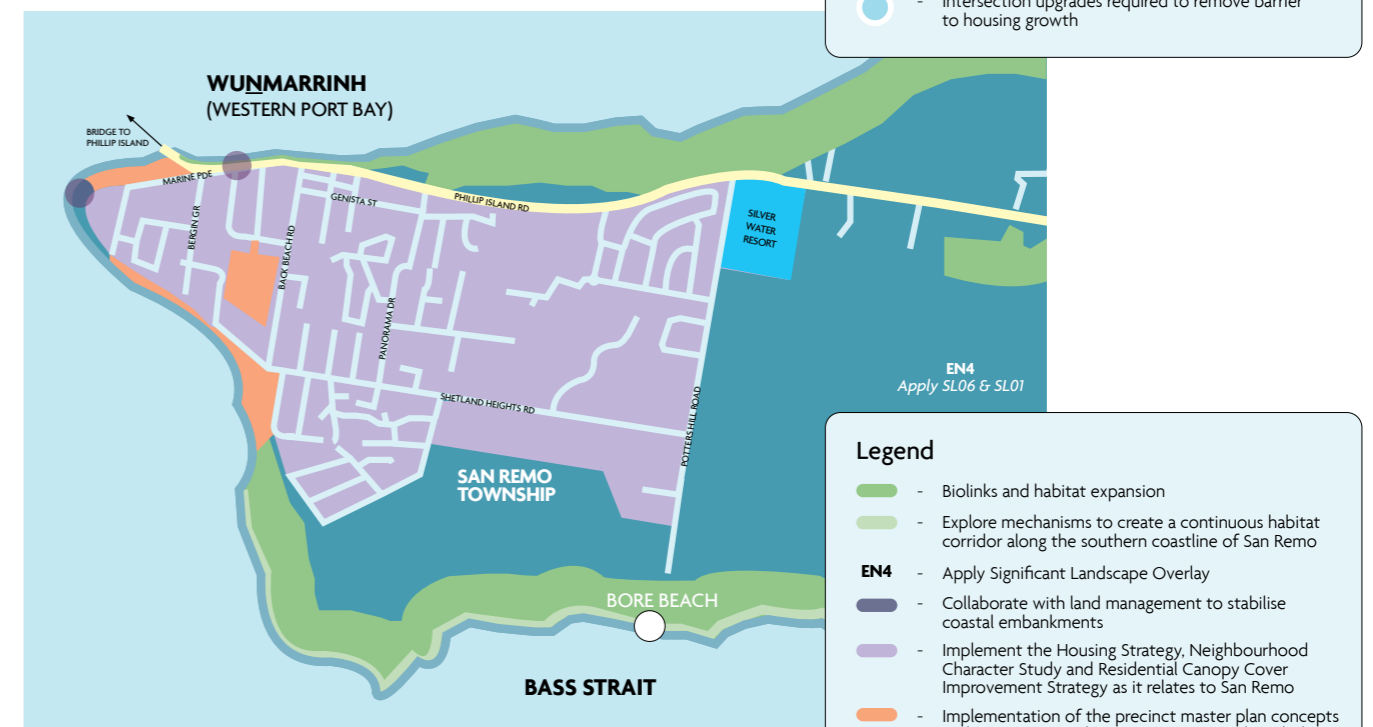 - Intersection upgrades required to remove barrier
to housing growth
WUNMARRINH
(WESTERN PORT BAY)
BRIDGE TO
PHILLIP ISLAND
MARINE PDE
GENISTA ST
PHILLIP ISLAND RD
BERGIN GR
BACK BEACH RD
PANORAMA DR
SILVER
WATER
RESORT
EN4
Apply SL06 & SL01
SHETLAND HEIGHTS RD
POTTERS HILL ROAD
SAN REMO
TOWNSHIP
BORE BEACH
BASS STRAIT
Legend
- Biolinks and habitat expansion
- Explore mechanisms to create a continuous habitat
corridor along the southern coastline of San Remo
EN4 - Apply Significant Landscape Overlay
- Collaborate with land management to stabilise
coastal embankments
- Implement the Housing Strategy, Neighbourhood
Character Study and Residential Canopy Cover
Improvement Strategy as it relates to San Remo
- Implementation of the precinct master plan concepts